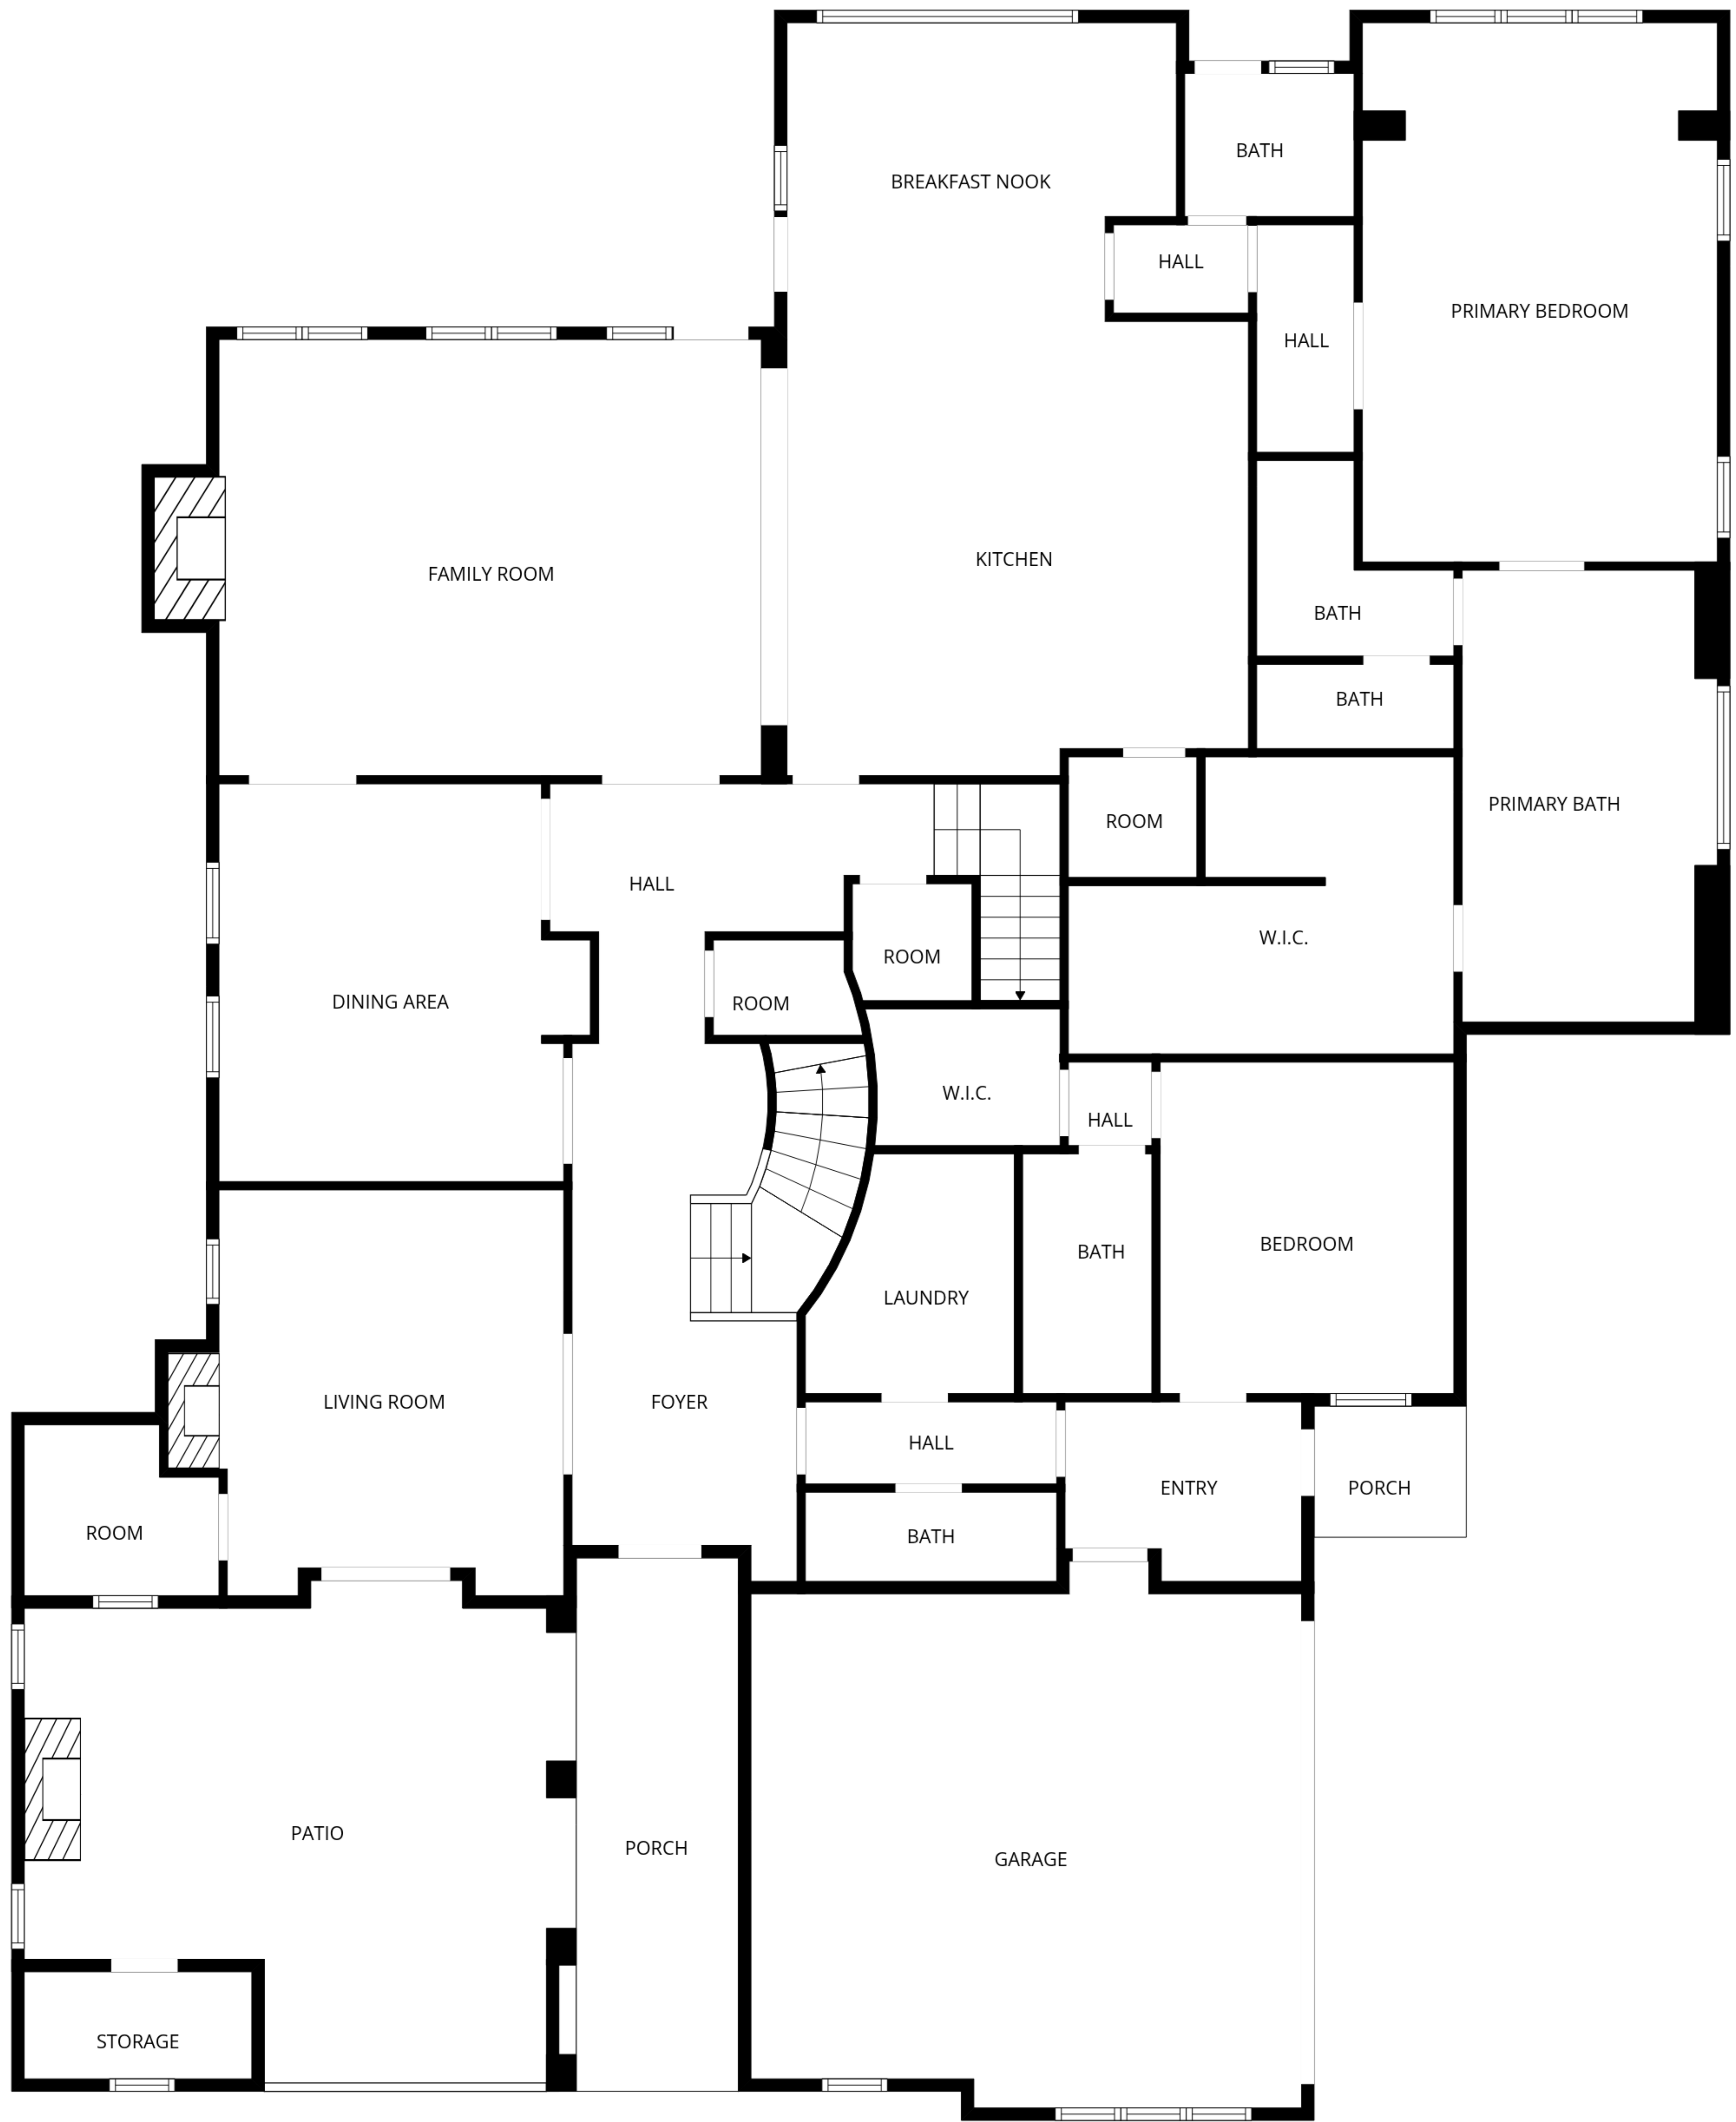 BATH
BREAKFAST NOOK
HALL
PRIMARY BEDROOM
HALL
KITCHEN
FAMILY ROOM
BATH
BATH
PRIMARY BATH
ROOM
HALL
W.I.C.
ROOM
DINING AREA
ROOM
W.I.C.
HALL
BEDROOM
BATH
LAUNDRY
LIVING ROOM
FOYER
HALL
ENTRY
PORCH
ROOM
BATH
PATIO
PORCH
GARAGE
STORAGE